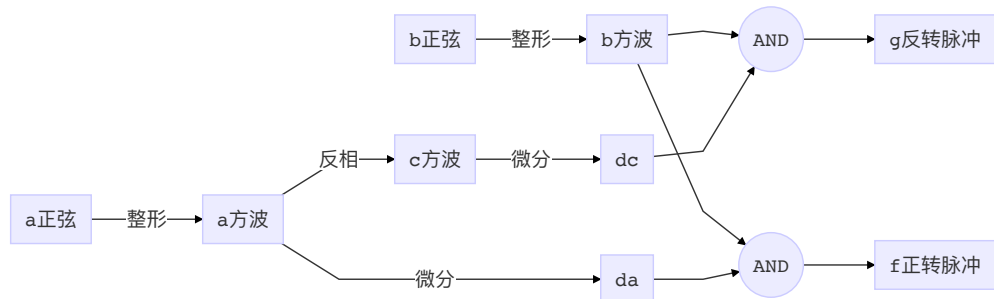 b正弦
整形
b方波
AND
g反转脉冲
反相
c方波
微分
dc
a正弦
整形
a方波
微分
da
AND
f正转脉冲